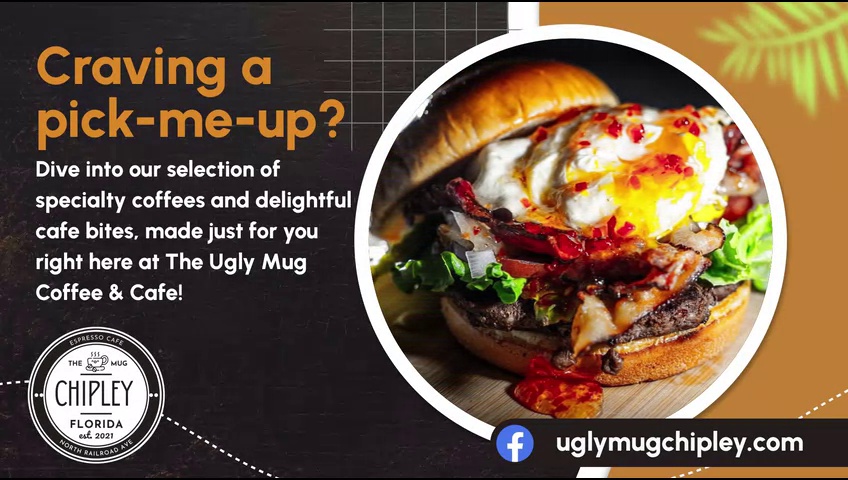 Craving a
pick-me-up?
Dive into our selection of
specialty coffees and delightful
cafe bites, made just for you
right here at The Ugly Mug
Coffee & Cafe!
ESPRESSO CAFE
THE MUG
CHIPLEY
FLORIDA
est. 2021
NORTH RAILROAD AVE
uglymugchipley.com